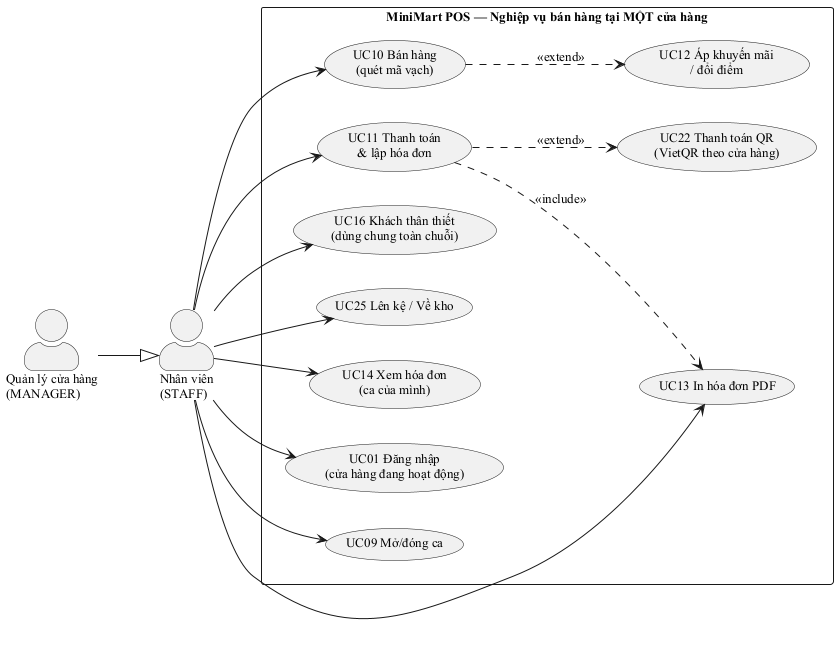 MiniMart POS — Nghiệp vụ bán hàng tại MỘT cửa hàng
UC10 Bán hàng
(quét mã vạch)
«extend»
UC12 Áp khuyến mãi
/ đổi điểm
UC11 Thanh toán
& lập hóa đơn
«extend»
UC22 Thanh toán QR
(VietQR theo cửa hàng)
«include»
UC16 Khách thân thiết
(dùng chung toàn chuỗi)
UC25 Lên kệ / Về kho
UC14 Xem hóa đơn
(ca của mình)
UC13 In hóa đơn PDF
Quản lý cửa hàng
(MANAGER)
Nhân viên
(STAFF)
UC01 Đăng nhập
(cửa hàng đang hoạt động)
UC09 Mở/đóng ca